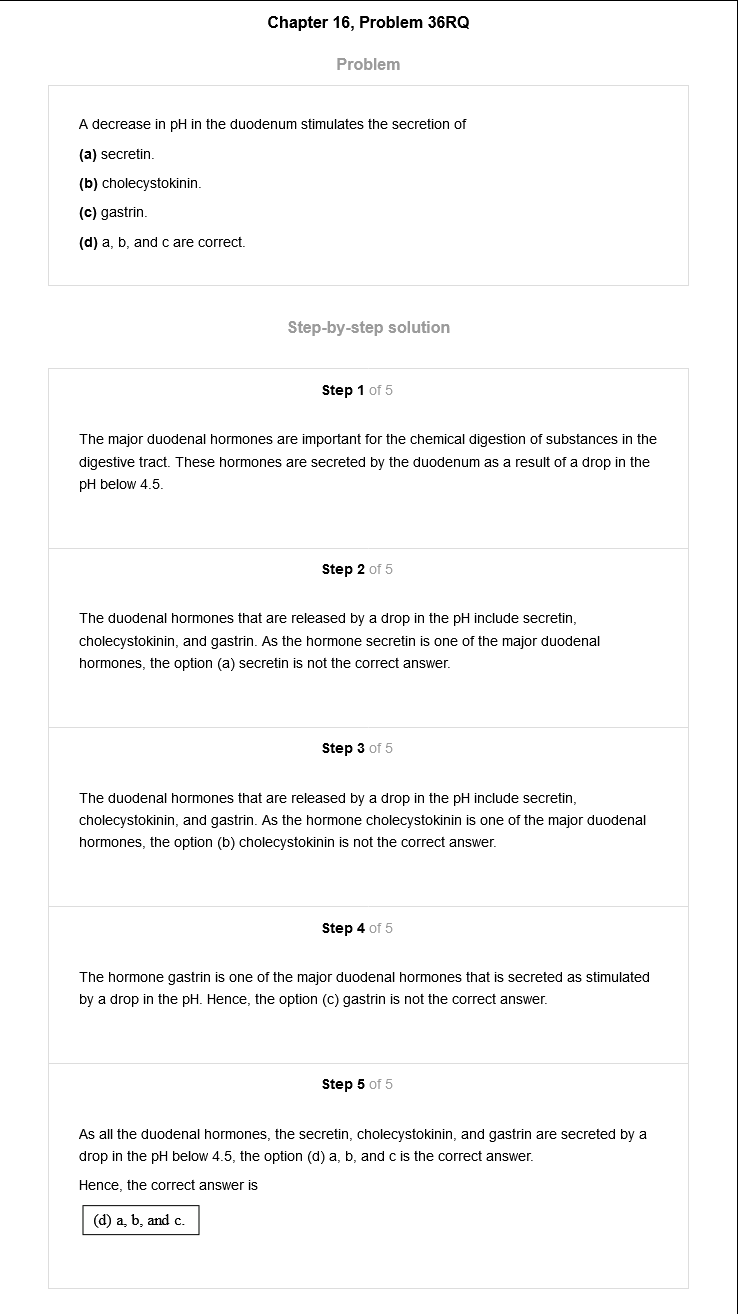 Chapter 16, Problem 36RQ
Problem
A decrease in pH in the duodenum stimulates the secretion of
(a) secretin.
(b) cholecystokinin.
(c) gastrin.
(d) a, b, and c are correct.
Step-by-step solution
Step 1 of 5
The major duodenal hormones are important for the chemical digestion of substances in the
digestive tract. These hormones are secreted by the duodenum as a result of a drop in the
pH below 4.5.
Step 2 of 5
The duodenal hormones that are released by a drop in the pH include secretin,
cholecystokinin, and gastrin. As the hormone secretin is one of the major duodenal
hormones, the option (a) secretin is not the correct answer.
Step 3 of 5
The duodenal hormones that are released by a drop in the pH include secretin,
cholecystokinin, and gastrin. As the hormone cholecystokinin is one of the major duodenal
hormones, the option (b) cholecystokinin is not the correct answer.
Step 4 of 5
The hormone gastrin is one of the major duodenal hormones that is secreted as stimulated
by a drop in the pH. Hence, the option (c) gastrin is not the correct answer.
Step 5 of 5
As all the duodenal hormones, the secretin, cholecystokinin, and gastrin are secreted by a
drop in the pH below 4.5, the option (d) a, b, and c is the correct answer.
Hence, the correct answer is
(d) a, b, and c.